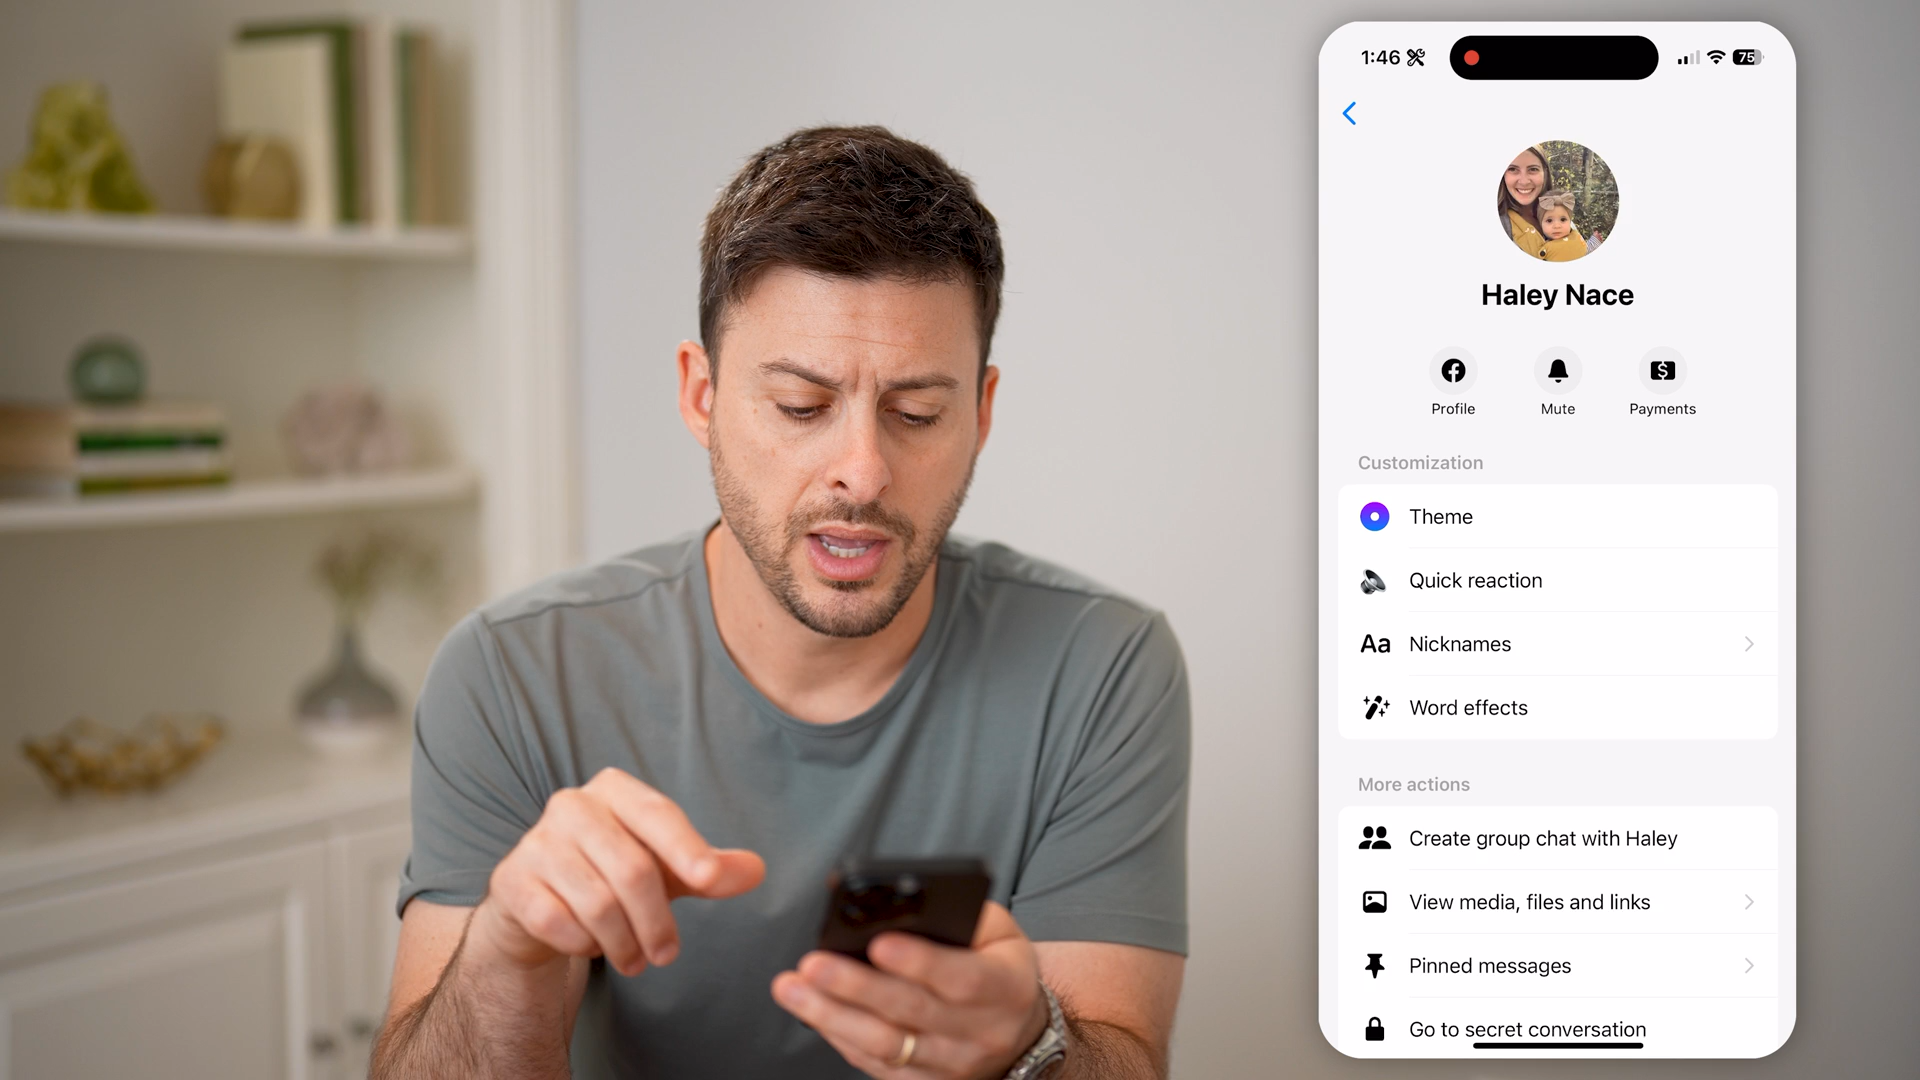 1:46
75
Haley Nace
Profile
Mute
Payments
Customization
Theme
Quick reaction
Aa
Nicknames
Word effects
More actions
Create group chat with Haley
View media, files and links
Pinned messages
Go to secret conversation